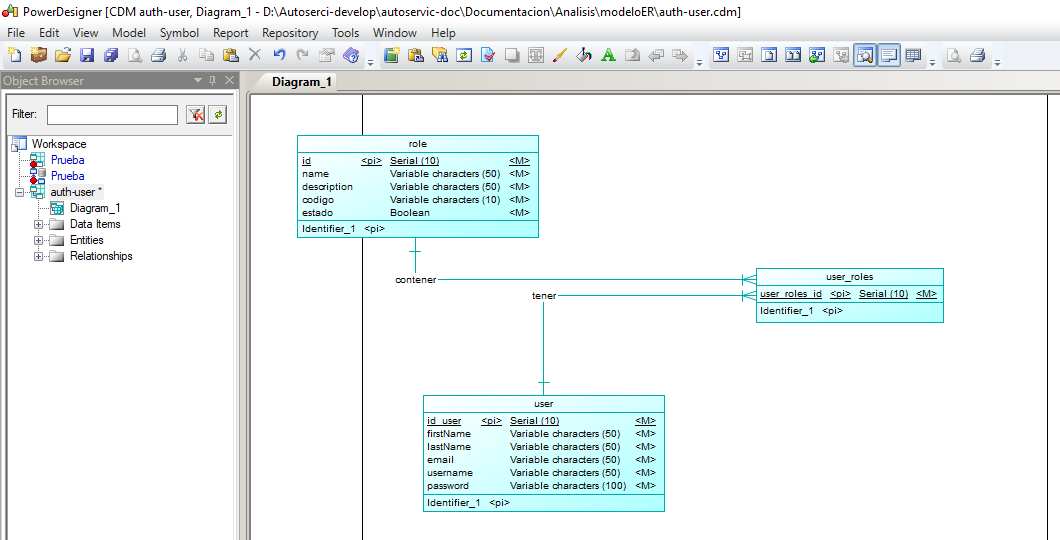 PowerDesigner [CDM auth-user, Diagram_1 - D:\Autoserci-develop\autoservic-doc\Documentacion\Analisis\modeloER\auth-user.cdm]
File Edit View Model Symbol Report Repository Tools Window Help
Object Browser
Diagram_1
Filter:
Workspace
Prueba
Prueba
auth-user *
Diagram_1
Data Items
Entities
Relationships
role
id <pi> Serial (10) <M>
name Variable characters (50) <M>
description Variable characters (50) <M>
codigo Variable characters (10) <M>
estado Boolean <M>
Identifier_1 <pi>
contener
tener
user_roles
user_roles_id <pi> Serial (10) <M>
Identifier_1 <pi>
user
id_user <pi> Serial (10) <M>
firstName Variable characters (50) <M>
lastName Variable characters (50) <M>
email Variable characters (50) <M>
username Variable characters (50) <M>
password Variable characters (100) <M>
Identifier_1 <pi>